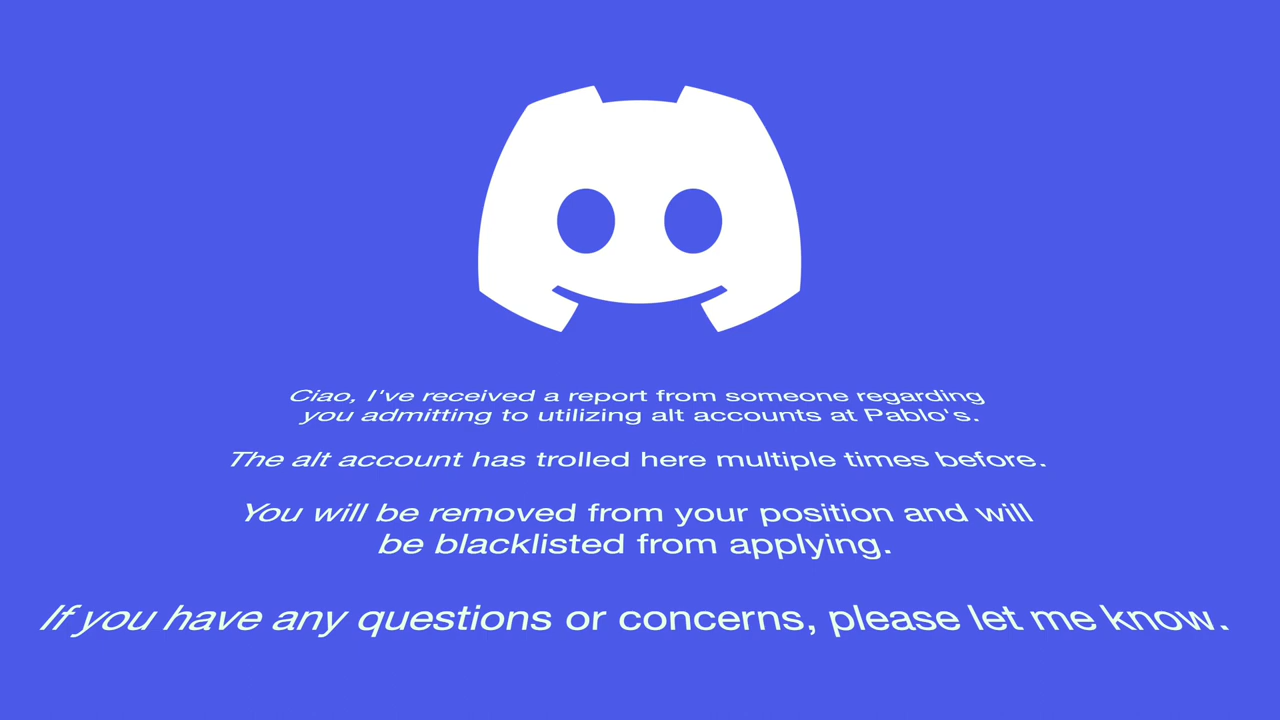 Ciao, I've received a report from someone regarding
you admitting to utilizing alt accounts at Pablo's.
The alt account has trolled here multiple times before.
You will be removed from your position and will
be blacklisted from applying.
If you have any questions or concerns, please let me know.